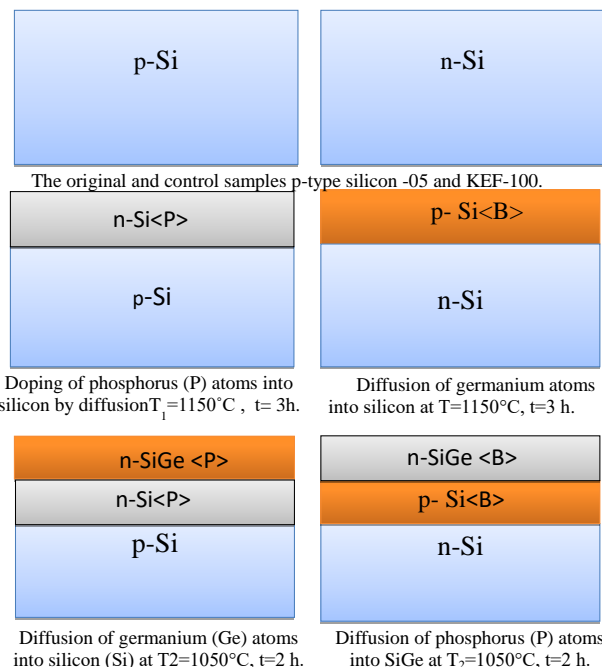 p-Si
n-Si
The original and control samples p-type silicon -05 and KEF-100.
n-Si<P>
p-Si
p- Si<B>
n-Si
Doping of phosphorus (P) atoms into
silicon by diffusionT1=1150˚C , t= 3h.
Diffusion of germanium atoms
into silicon at T=1150°C, t=3 h.
n-SiGe <P>
n-Si<P>
p-Si
n-SiGe <B>
p- Si<B>
n-Si
Diffusion of germanium (Ge) atoms
into silicon (Si) at T2=1050°C, t=2 h.
Diffusion of phosphorus (P) atoms
into SiGe at T2=1050°C, t=2 h.